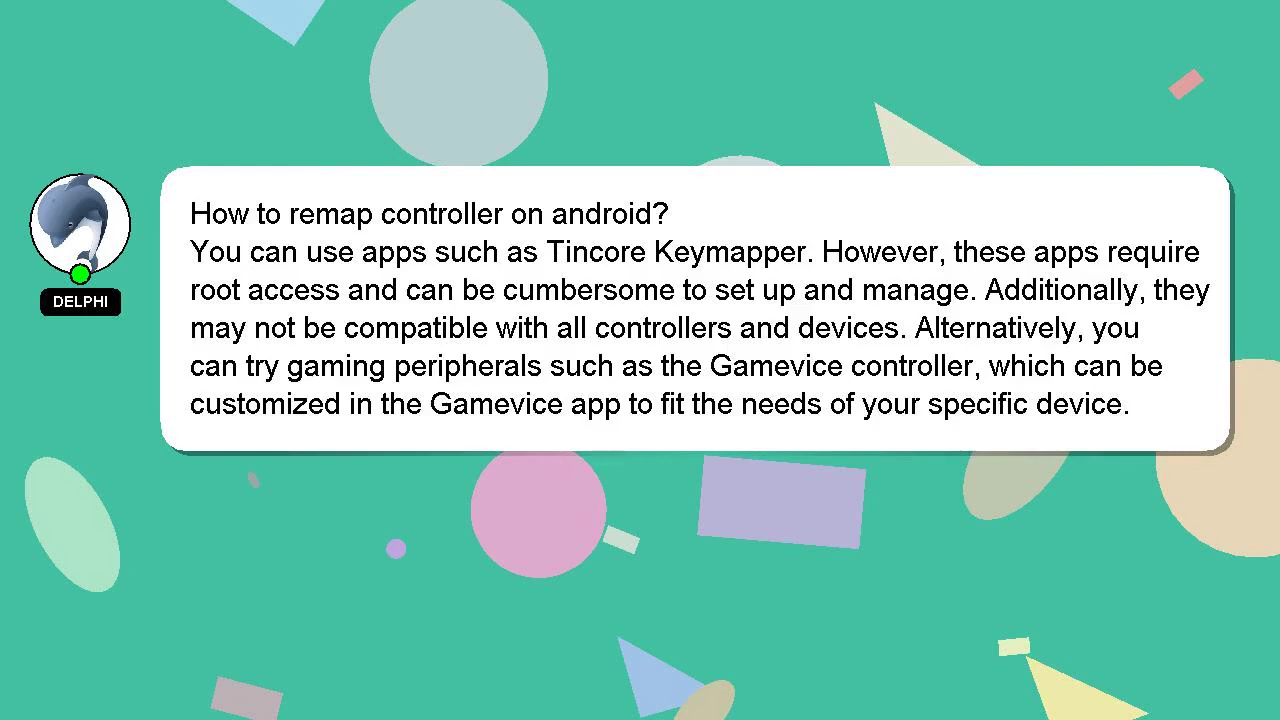 How to remap controller on android?
You can use apps such as Tincore Keymapper. However, these apps require
root access and can be cumbersome to set up and manage. Additionally, they
may not be compatible with all controllers and devices. Alternatively, you
can try gaming peripherals such as the Gamevice controller, which can be
customized in the Gamevice app to fit the needs of your specific device.
DELPHI